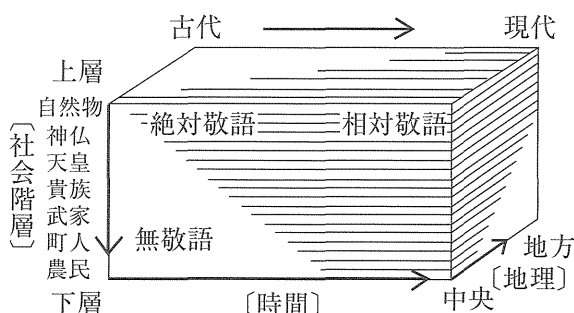 古代
現代
上層
自然物
神仏
天皇
貴族
武家
町人
農民
下層
〔社会階層〕
絶対敬語
相対敬語
無敬語
〔時間〕
中央
地方
〔地理〕